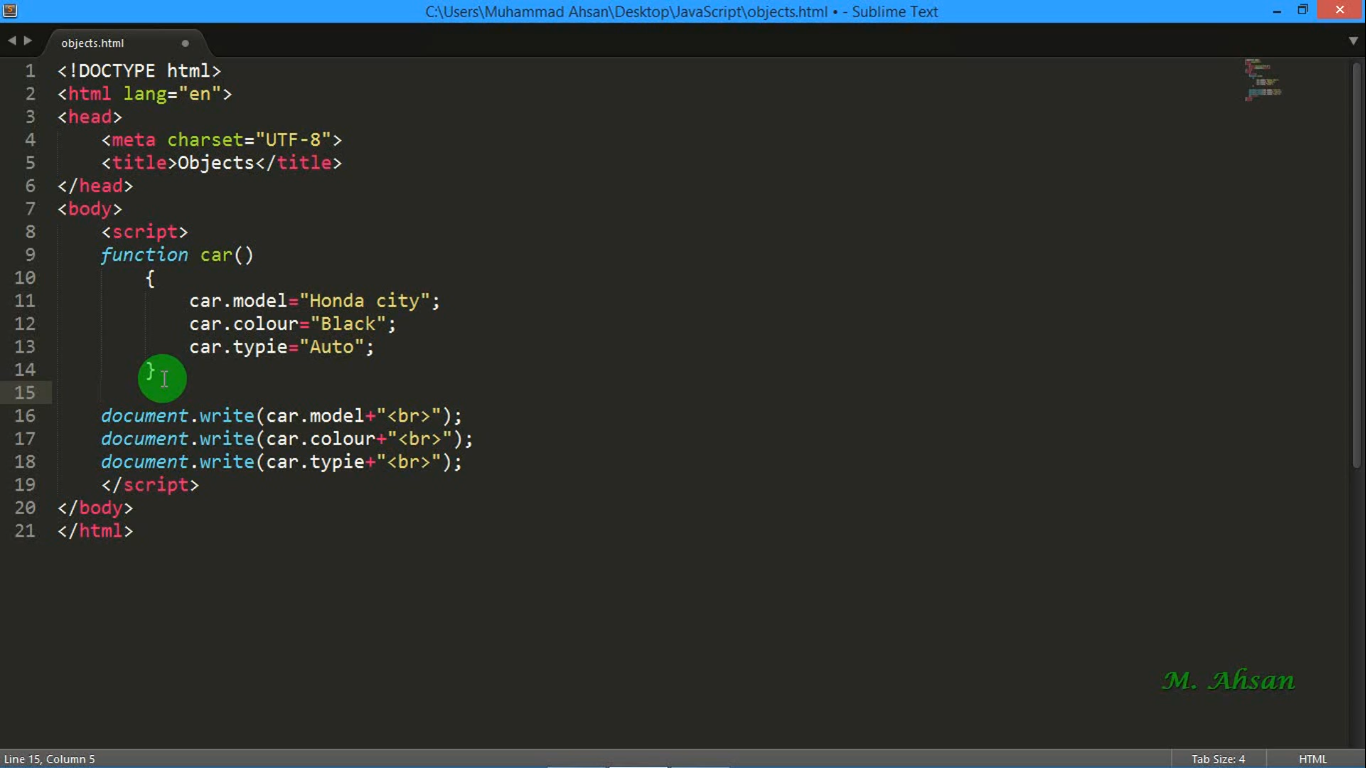 C:\Users\Muhammad Ahsan\Desktop\JavaScript\objects.html • - Sublime Text
objects.html
1 <!DOCTYPE html>
2 <html lang="en">
3 <head>
4     <meta charset="UTF-8">
5     <title>Objects</title>
6 </head>
7 <body>
8     <script>
9     function car()
10         {
11             car.model="Honda city";
12             car.colour="Black";
13             car.typie="Auto";
14         }
15
16     document.write(car.model+"<br>");
17     document.write(car.colour+"<br>");
18     document.write(car.typie+"<br>");
19     </script>
20 </body>
21 </html>
M. Ahsan
Line 15, Column 5
Tab Size: 4
HTML